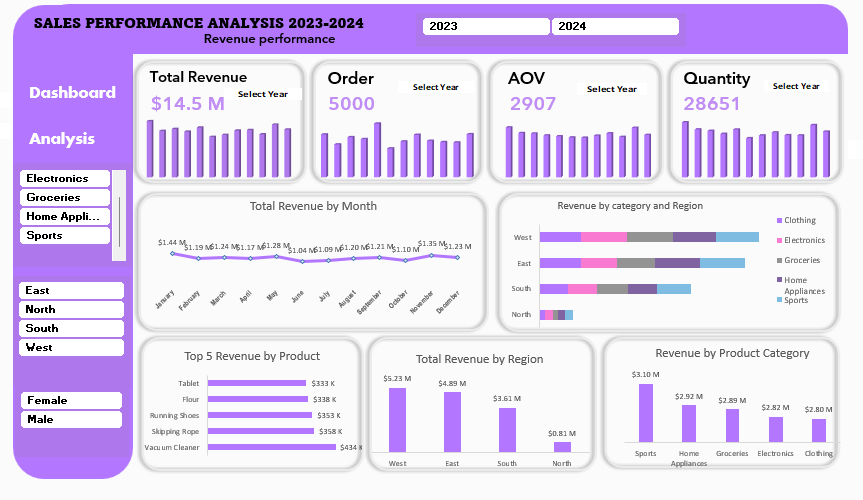 SALES PERFORMANCE ANALYSIS 2023-2024
Revenue performance
2023
2024
Dashboard
Analysis
Electronics
Groceries
Home Appli...
Sports
East
North
South
West
Female
Male
Total Revenue
Select Year
$14.5 M
Order
Select Year
5000
AOV
Select Year
2907
Quantity
Select Year
28651
Total Revenue by Month
$1.44 M
$1.19 M
$1.24 M
$1.17 M
$1.28 M
$1.04 M
$1.09 M
$1.20 M
$1.21 M
$1.10 M
$1.35 M
$1.23 M
January
February
March
April
May
June
July
August
September
October
November
December
Revenue by category and Region
West
East
South
North
Clothing
Electronics
Groceries
Home
Appliances
Sports
Top 5 Revenue by Product
Tablet $333 K
Flour $338 K
Running Shoes $353 K
Skipping Rope $358 K
Vacuum Cleaner $434 K
Total Revenue by Region
$5.23 M
$4.89 M
$3.61 M
$0.81 M
West
East
South
North
Revenue by Product Category
$3.10 M
$2.92 M
$2.89 M
$2.82 M
$2.80 M
Sports
Home
Appliances
Groceries
Electronics
Clothing